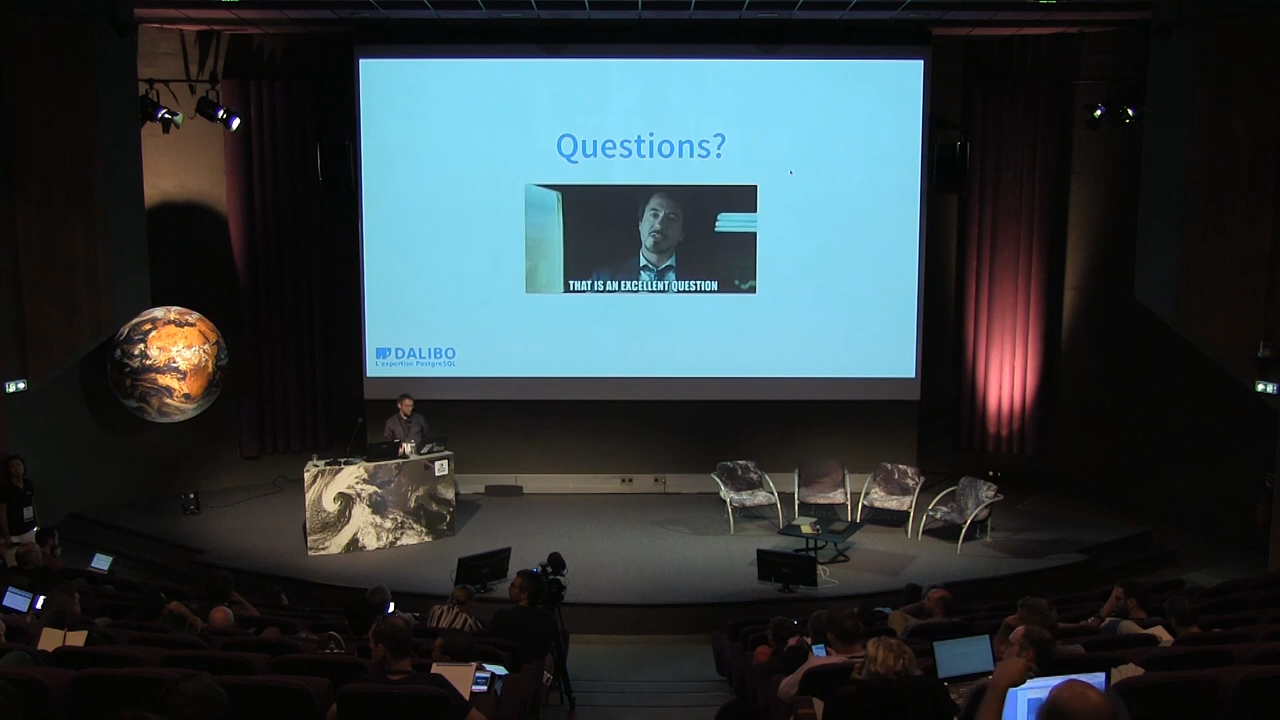 Questions?
THAT IS AN EXCELLENT QUESTION
DALIBO
L'expertise PostgreSQL